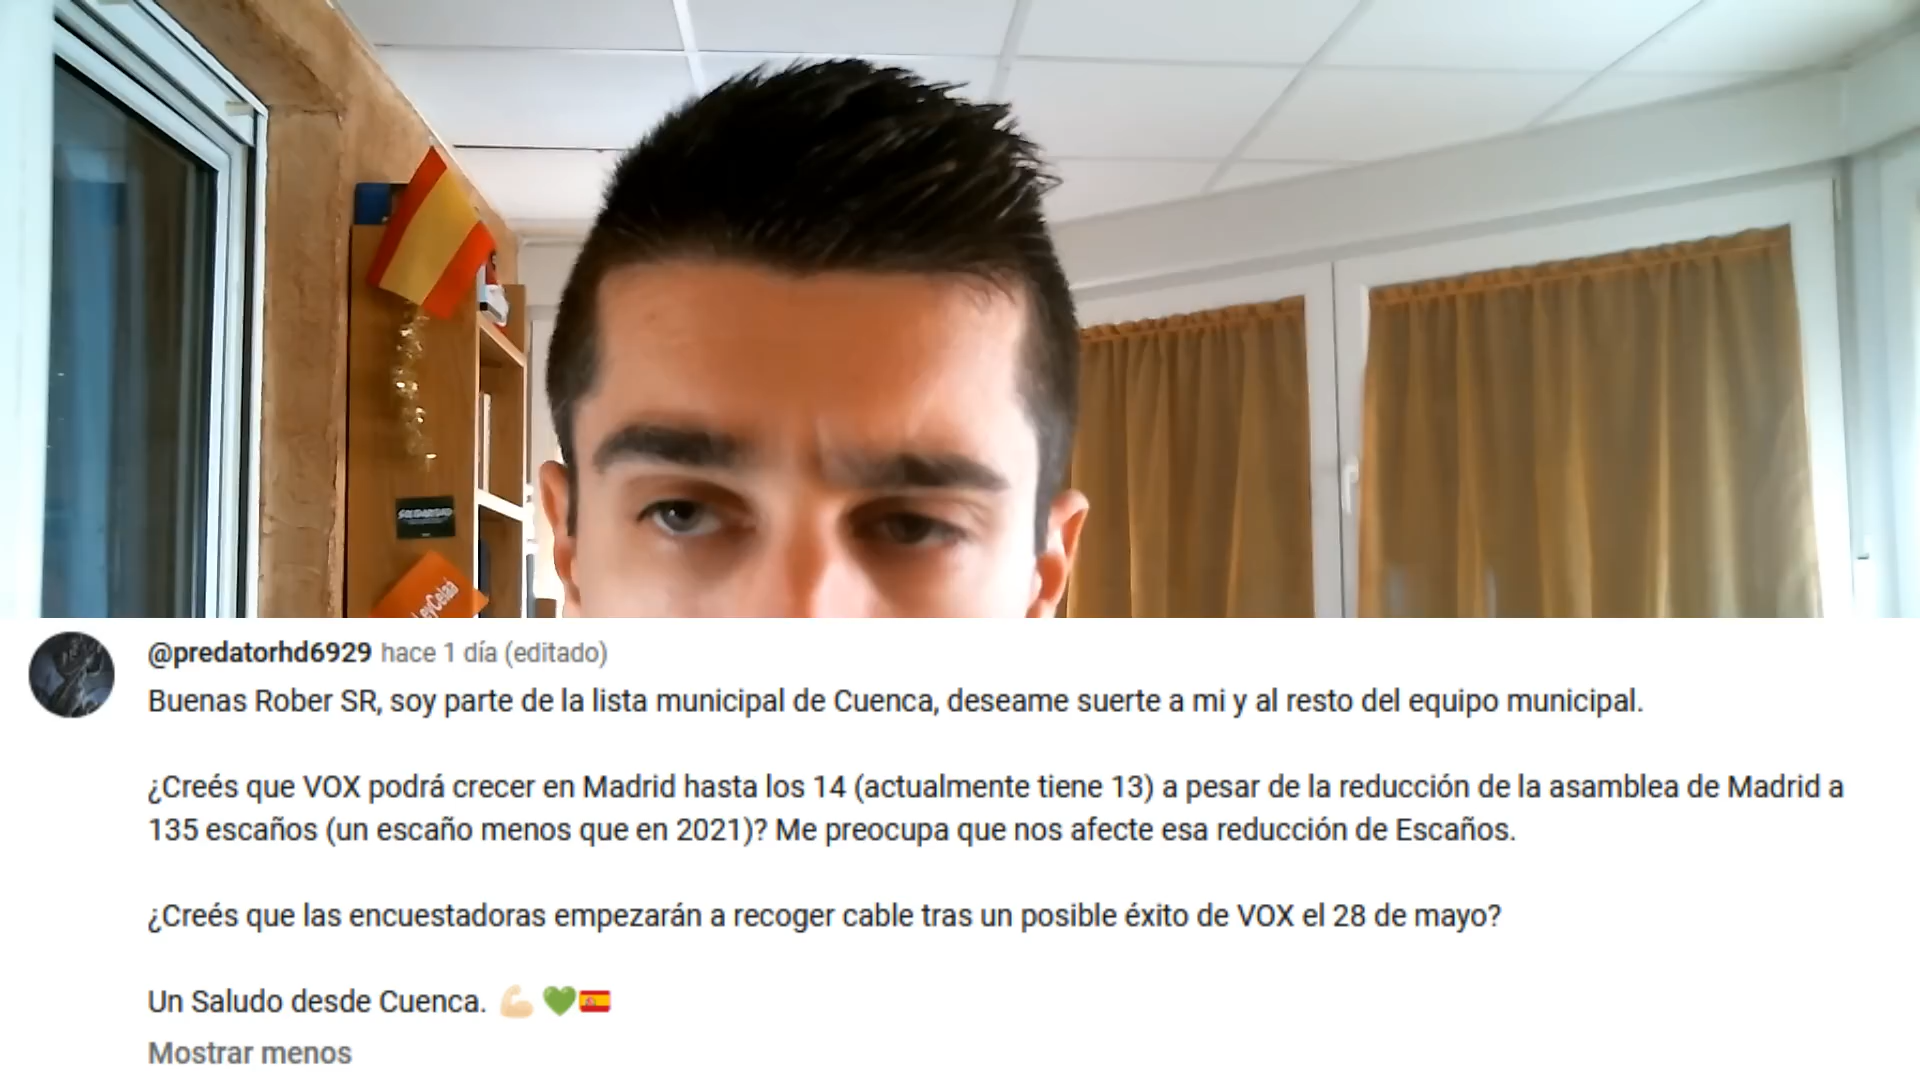 SOLIDARIDAD
LeyCelaá
@predatorhd6929 hace 1 día (editado)
Buenas Rober SR, soy parte de la lista municipal de Cuenca, deseame suerte a mi y al resto del equipo municipal.
¿Creés que VOX podrá crecer en Madrid hasta los 14 (actualmente tiene 13) a pesar de la reducción de la asamblea de Madrid a
135 escaños (un escaño menos que en 2021)? Me preocupa que nos afecte esa reducción de Escaños.
¿Creés que las encuestadoras empezarán a recoger cable tras un posible éxito de VOX el 28 de mayo?
Un Saludo desde Cuenca. 💪🏻 💚🇪🇸
Mostrar menos